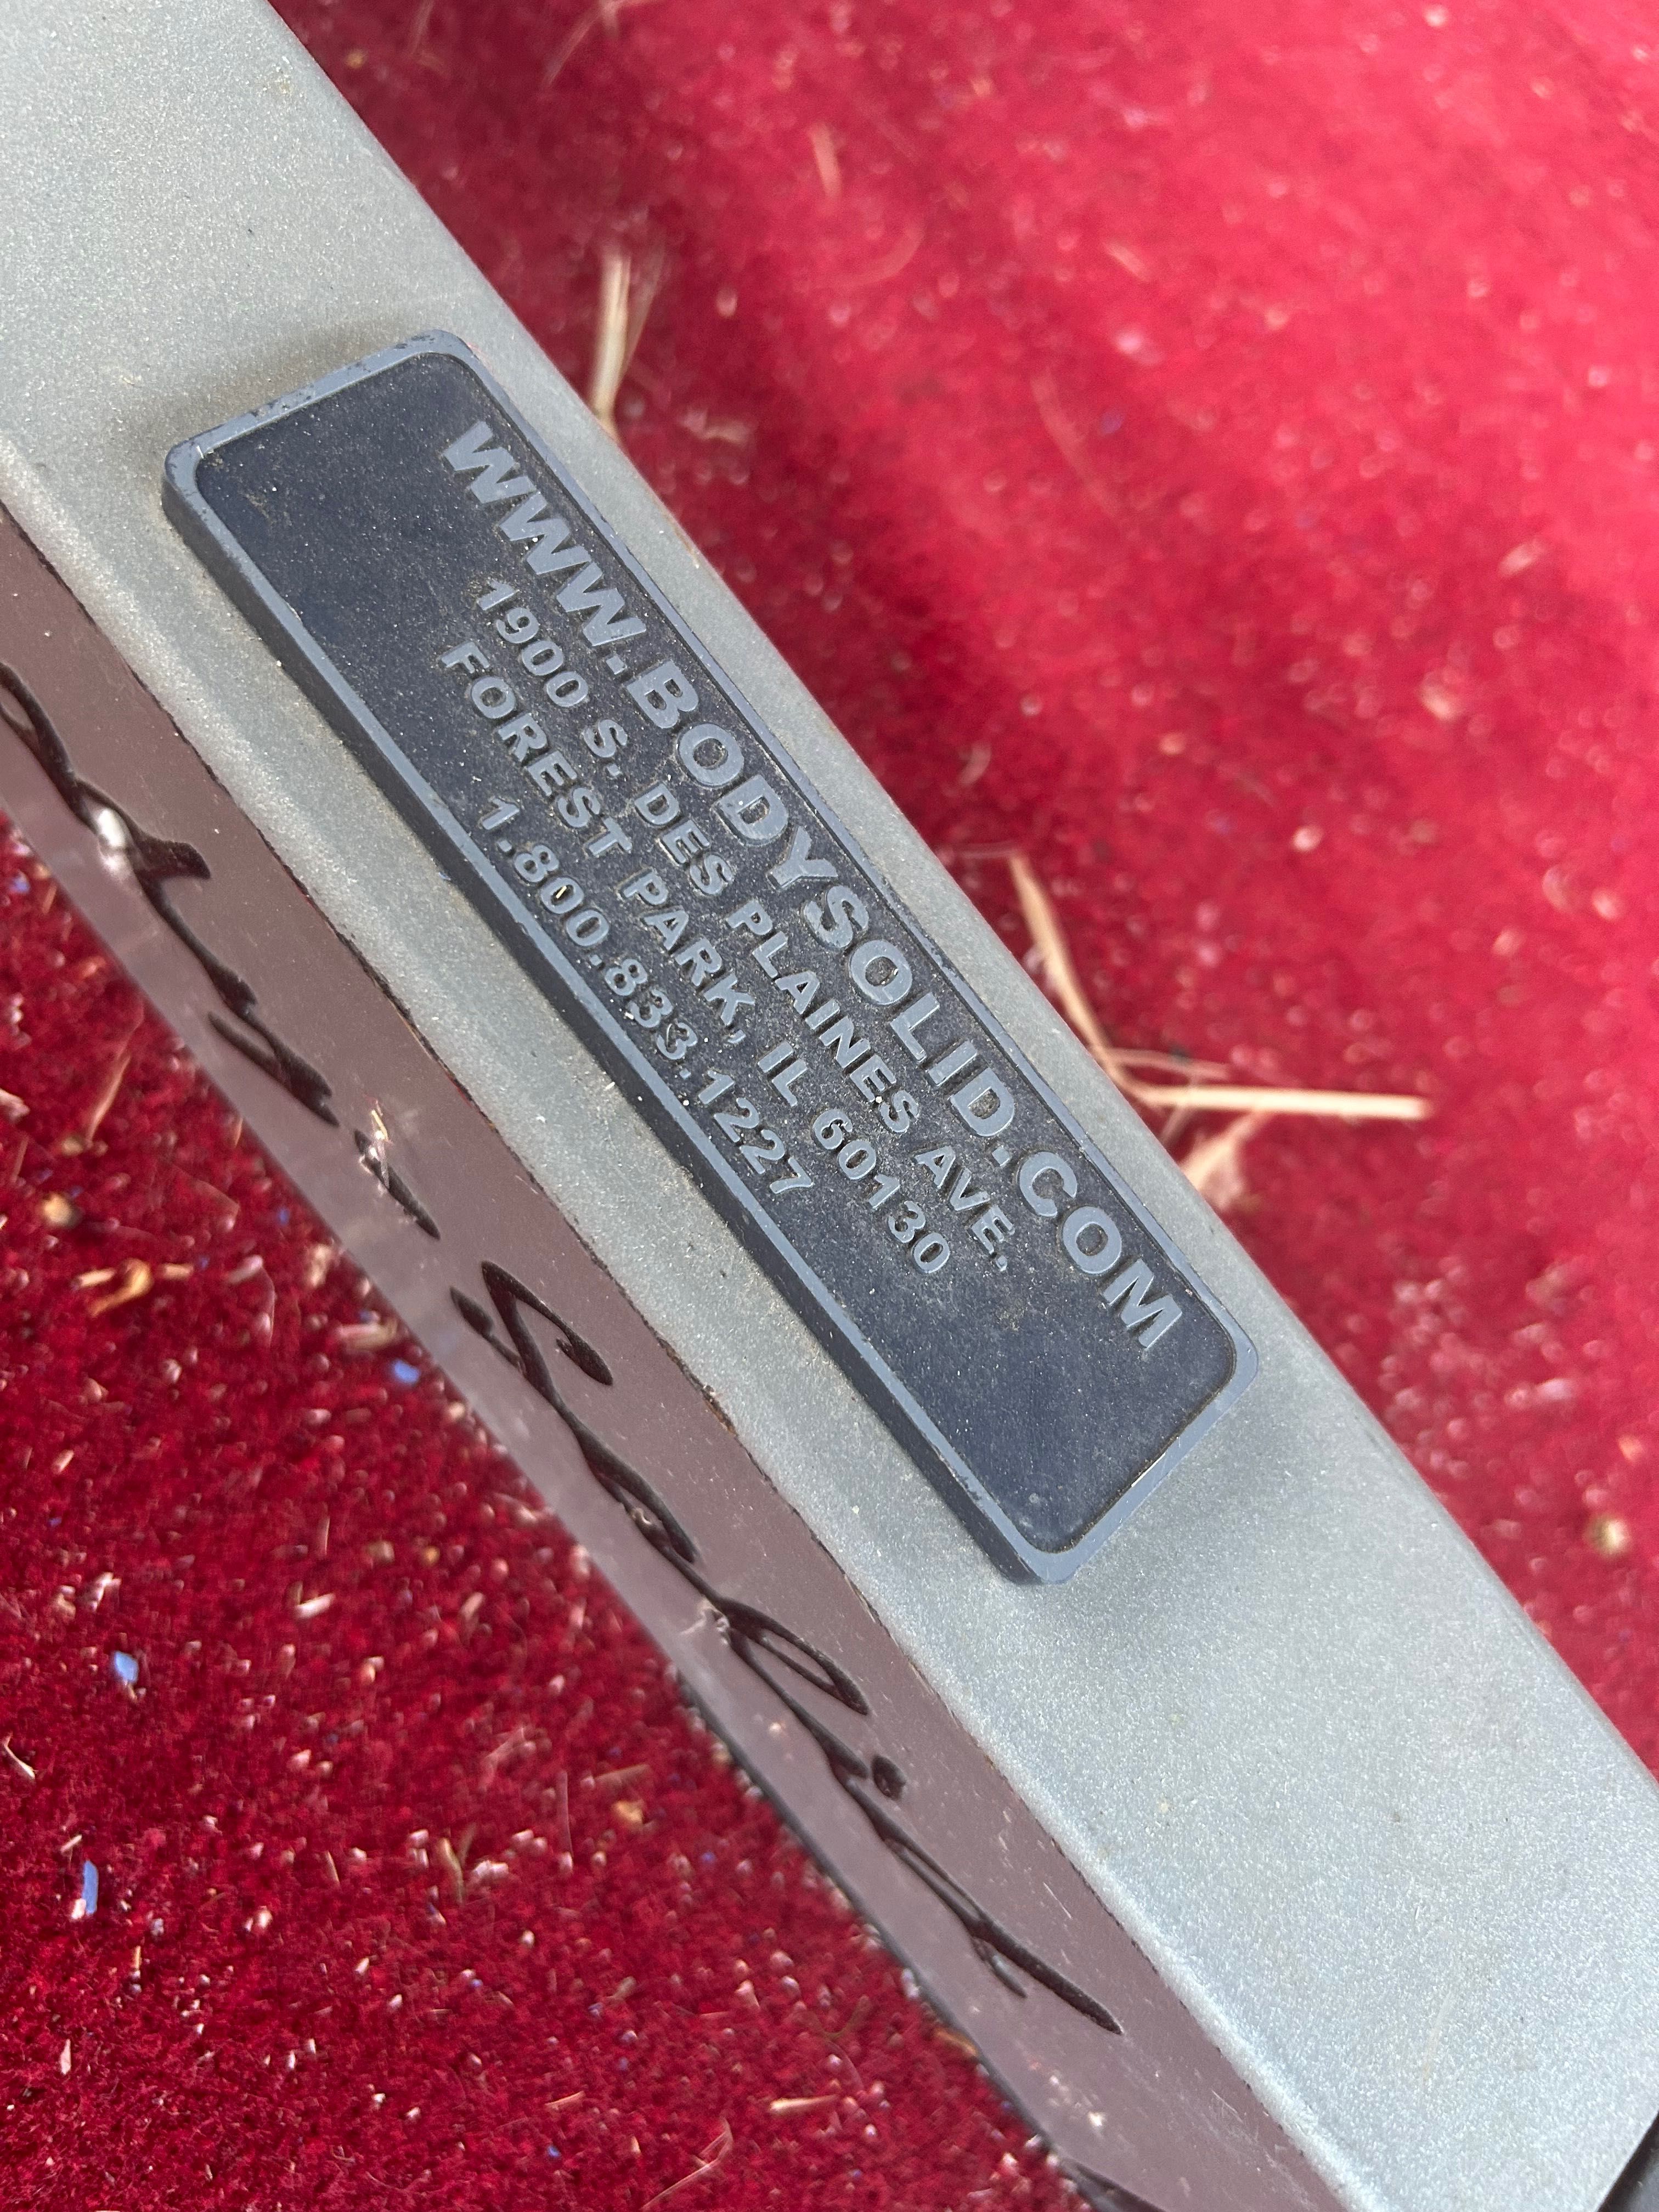 WWW.BODYSOLID.COM
1900 S. DES PLAINES AVE.
FOREST PARK, IL 60130
1.800.833.1227